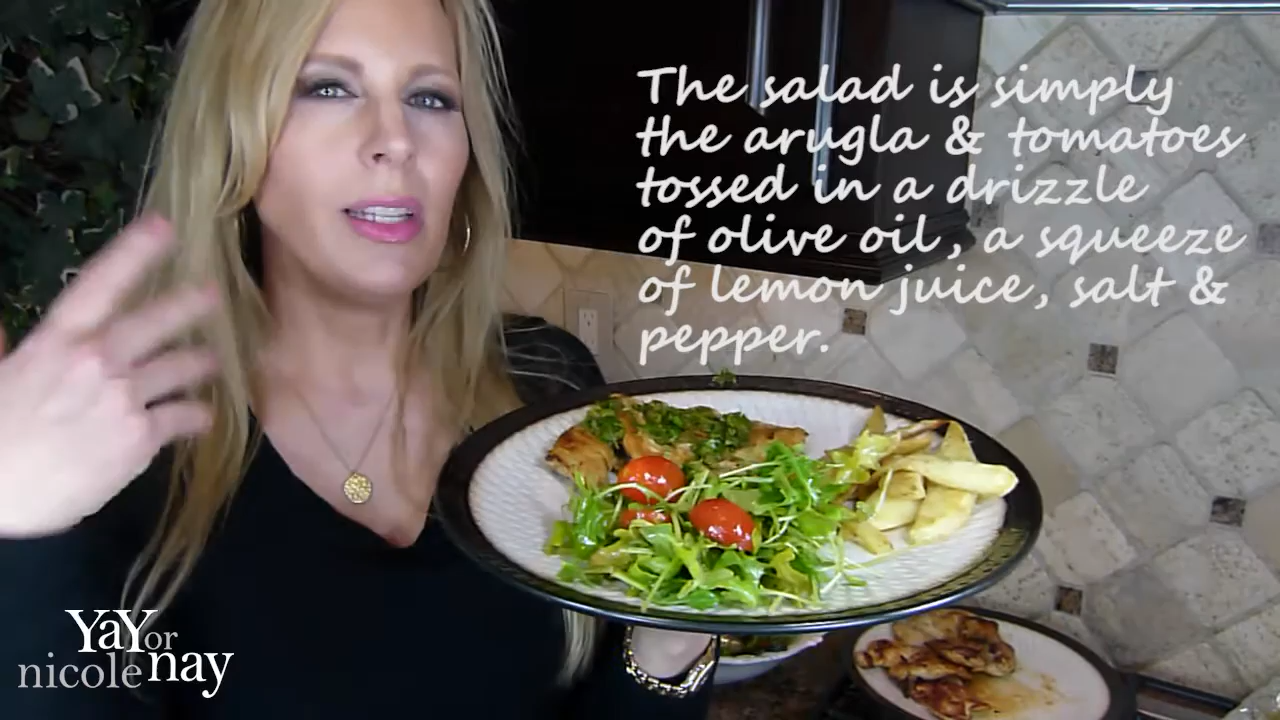 The salad is simply
the arugla & tomatoes
tossed in a drizzle
of olive oil, a squeeze
of lemon juice, salt &
pepper.
YaY or
nicole nay